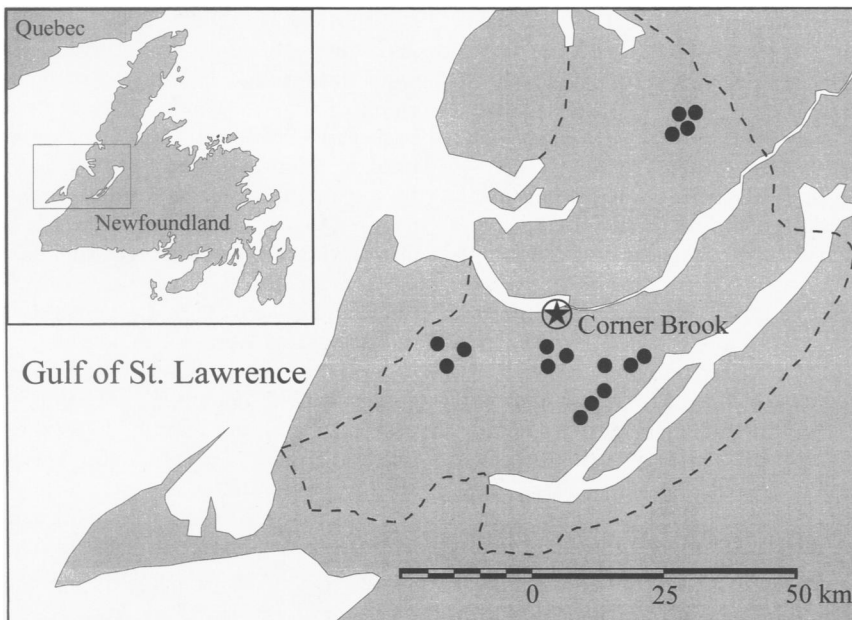 Quebec
Newfoundland
Corner Brook
Gulf of St. Lawrence
0 25 50 km